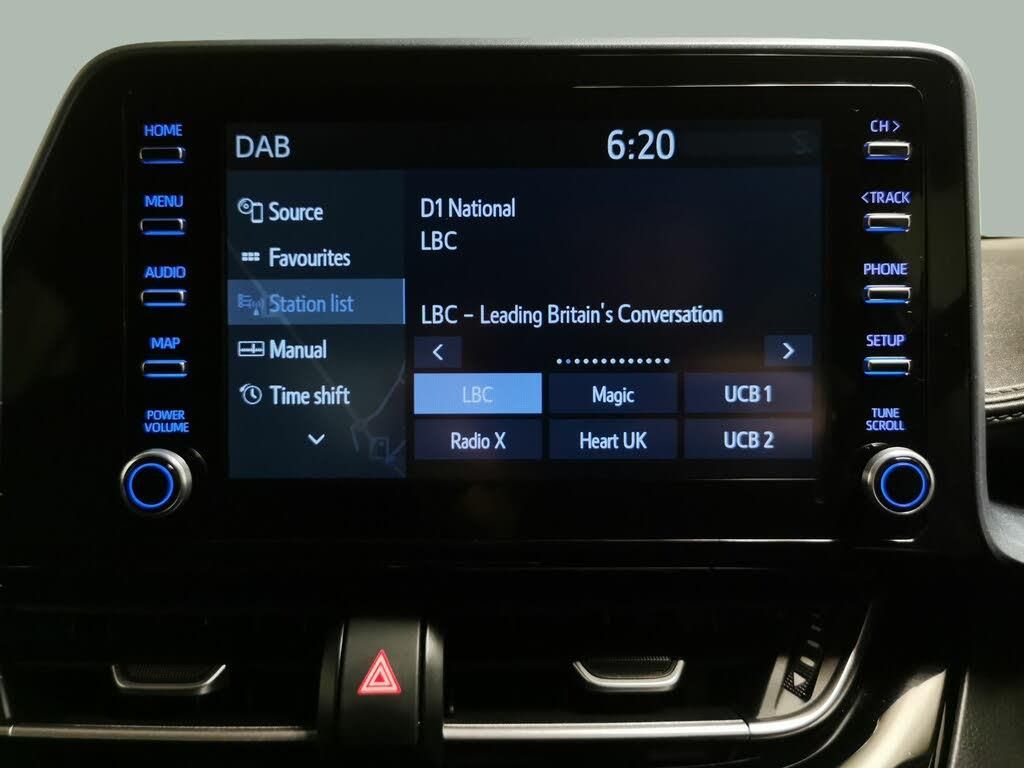 HOME
MENU
AUDIO
MAP
POWER
VOLUME
DAB
6:20
Source
Favourites
Station list
Manual
Time shift
D1 National
LBC
LBC – Leading Britain's Conversation
LBC
Magic
UCB 1
Radio X
Heart UK
UCB 2
CH >
<TRACK
PHONE
SETUP
TUNE
SCROLL